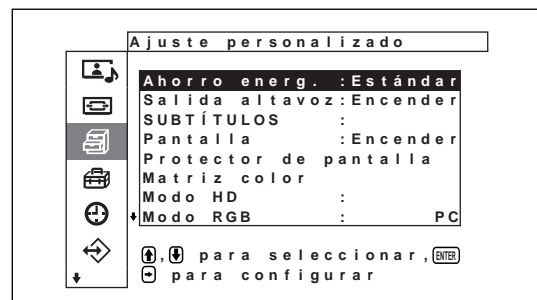 Ajuste personalizado
Ahorro energ. :Estándar
Salida altavoz:Encender
SUBTÍTULOS :
Pantalla :Encender
Protector de pantalla
Matriz color
Modo HD :
Modo RGB : PC
, para seleccionar, ENTER
para configurar